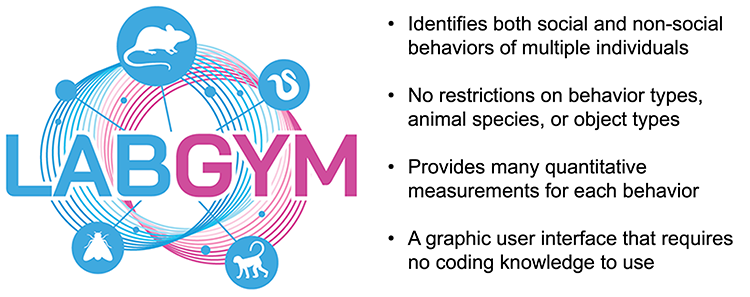 LABGYM
• Identifies both social and non-social
behaviors of multiple individuals
• No restrictions on behavior types,
animal species, or object types
• Provides many quantitative
measurements for each behavior
• A graphic user interface that requires
no coding knowledge to use